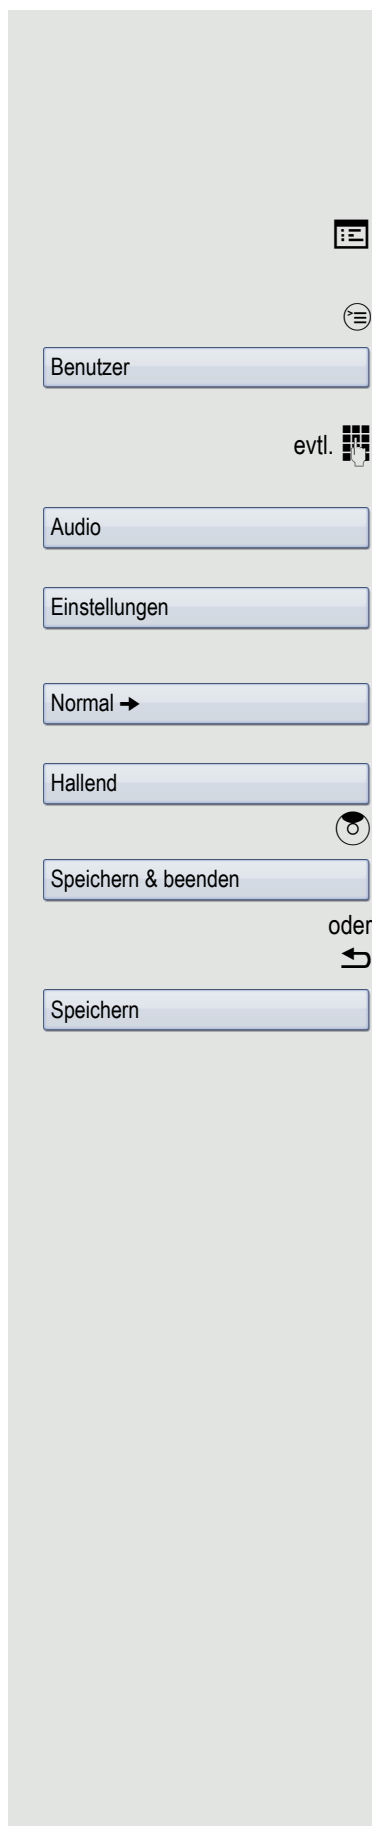 Benutzer
evtl.
Audio
Einstellungen
Normal →
Hallend
Speichern & beenden
oder
Speichern